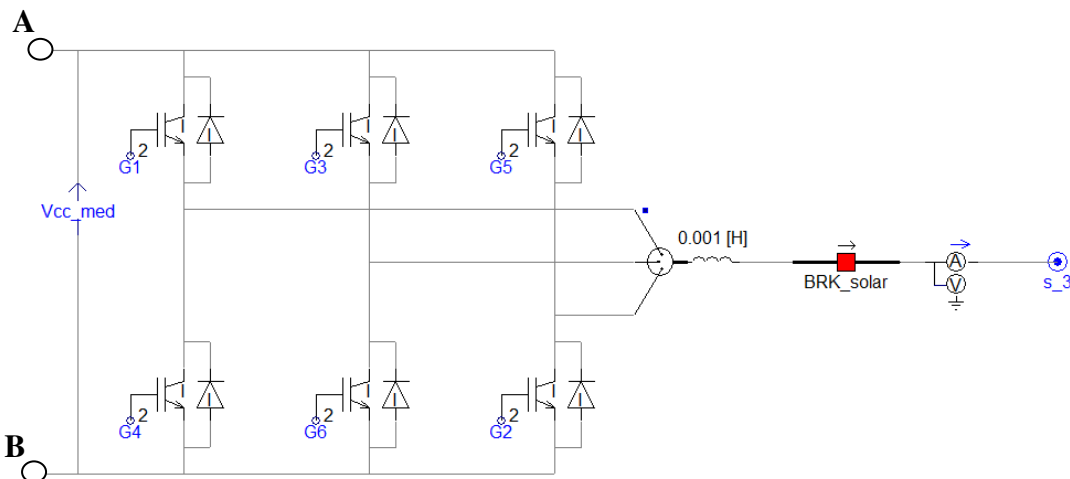 A
I I
I I
I I
2
G1
2
G3
2
G5
Vcc_med
0.001 [H]
A
V
BRK_solar
s_3
I I
I I
I I
2
G4
2
G6
2
G2
B